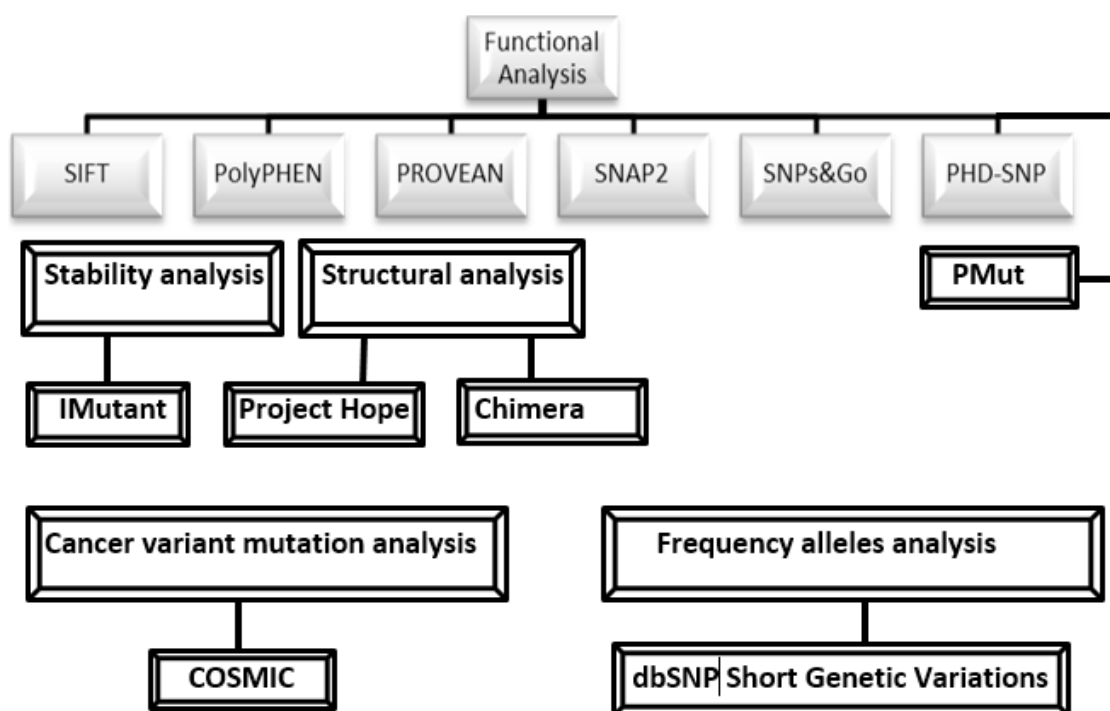 Functional
Analysis
SIFT
PolyPHEN
PROVEAN
SNAP2
SNPs&Go
PHD-SNP
Stability analysis
Structural analysis
PMut
IMutant
Project Hope
Chimera
Cancer variant mutation analysis
Frequency alleles analysis
COSMIC
dbSNP Short Genetic Variations